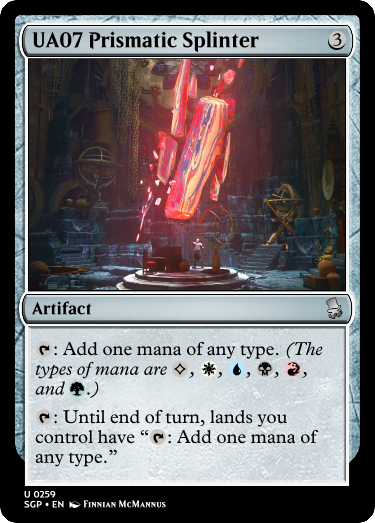 UA07 Prismatic Splinter 3
Artifact
: Add one mana of any type. (The
types of mana are , , , , ,
and .)
: Until end of turn, lands you
control have “: Add one mana of
any type.”
U 0259
SGP • EN Finnian McManus